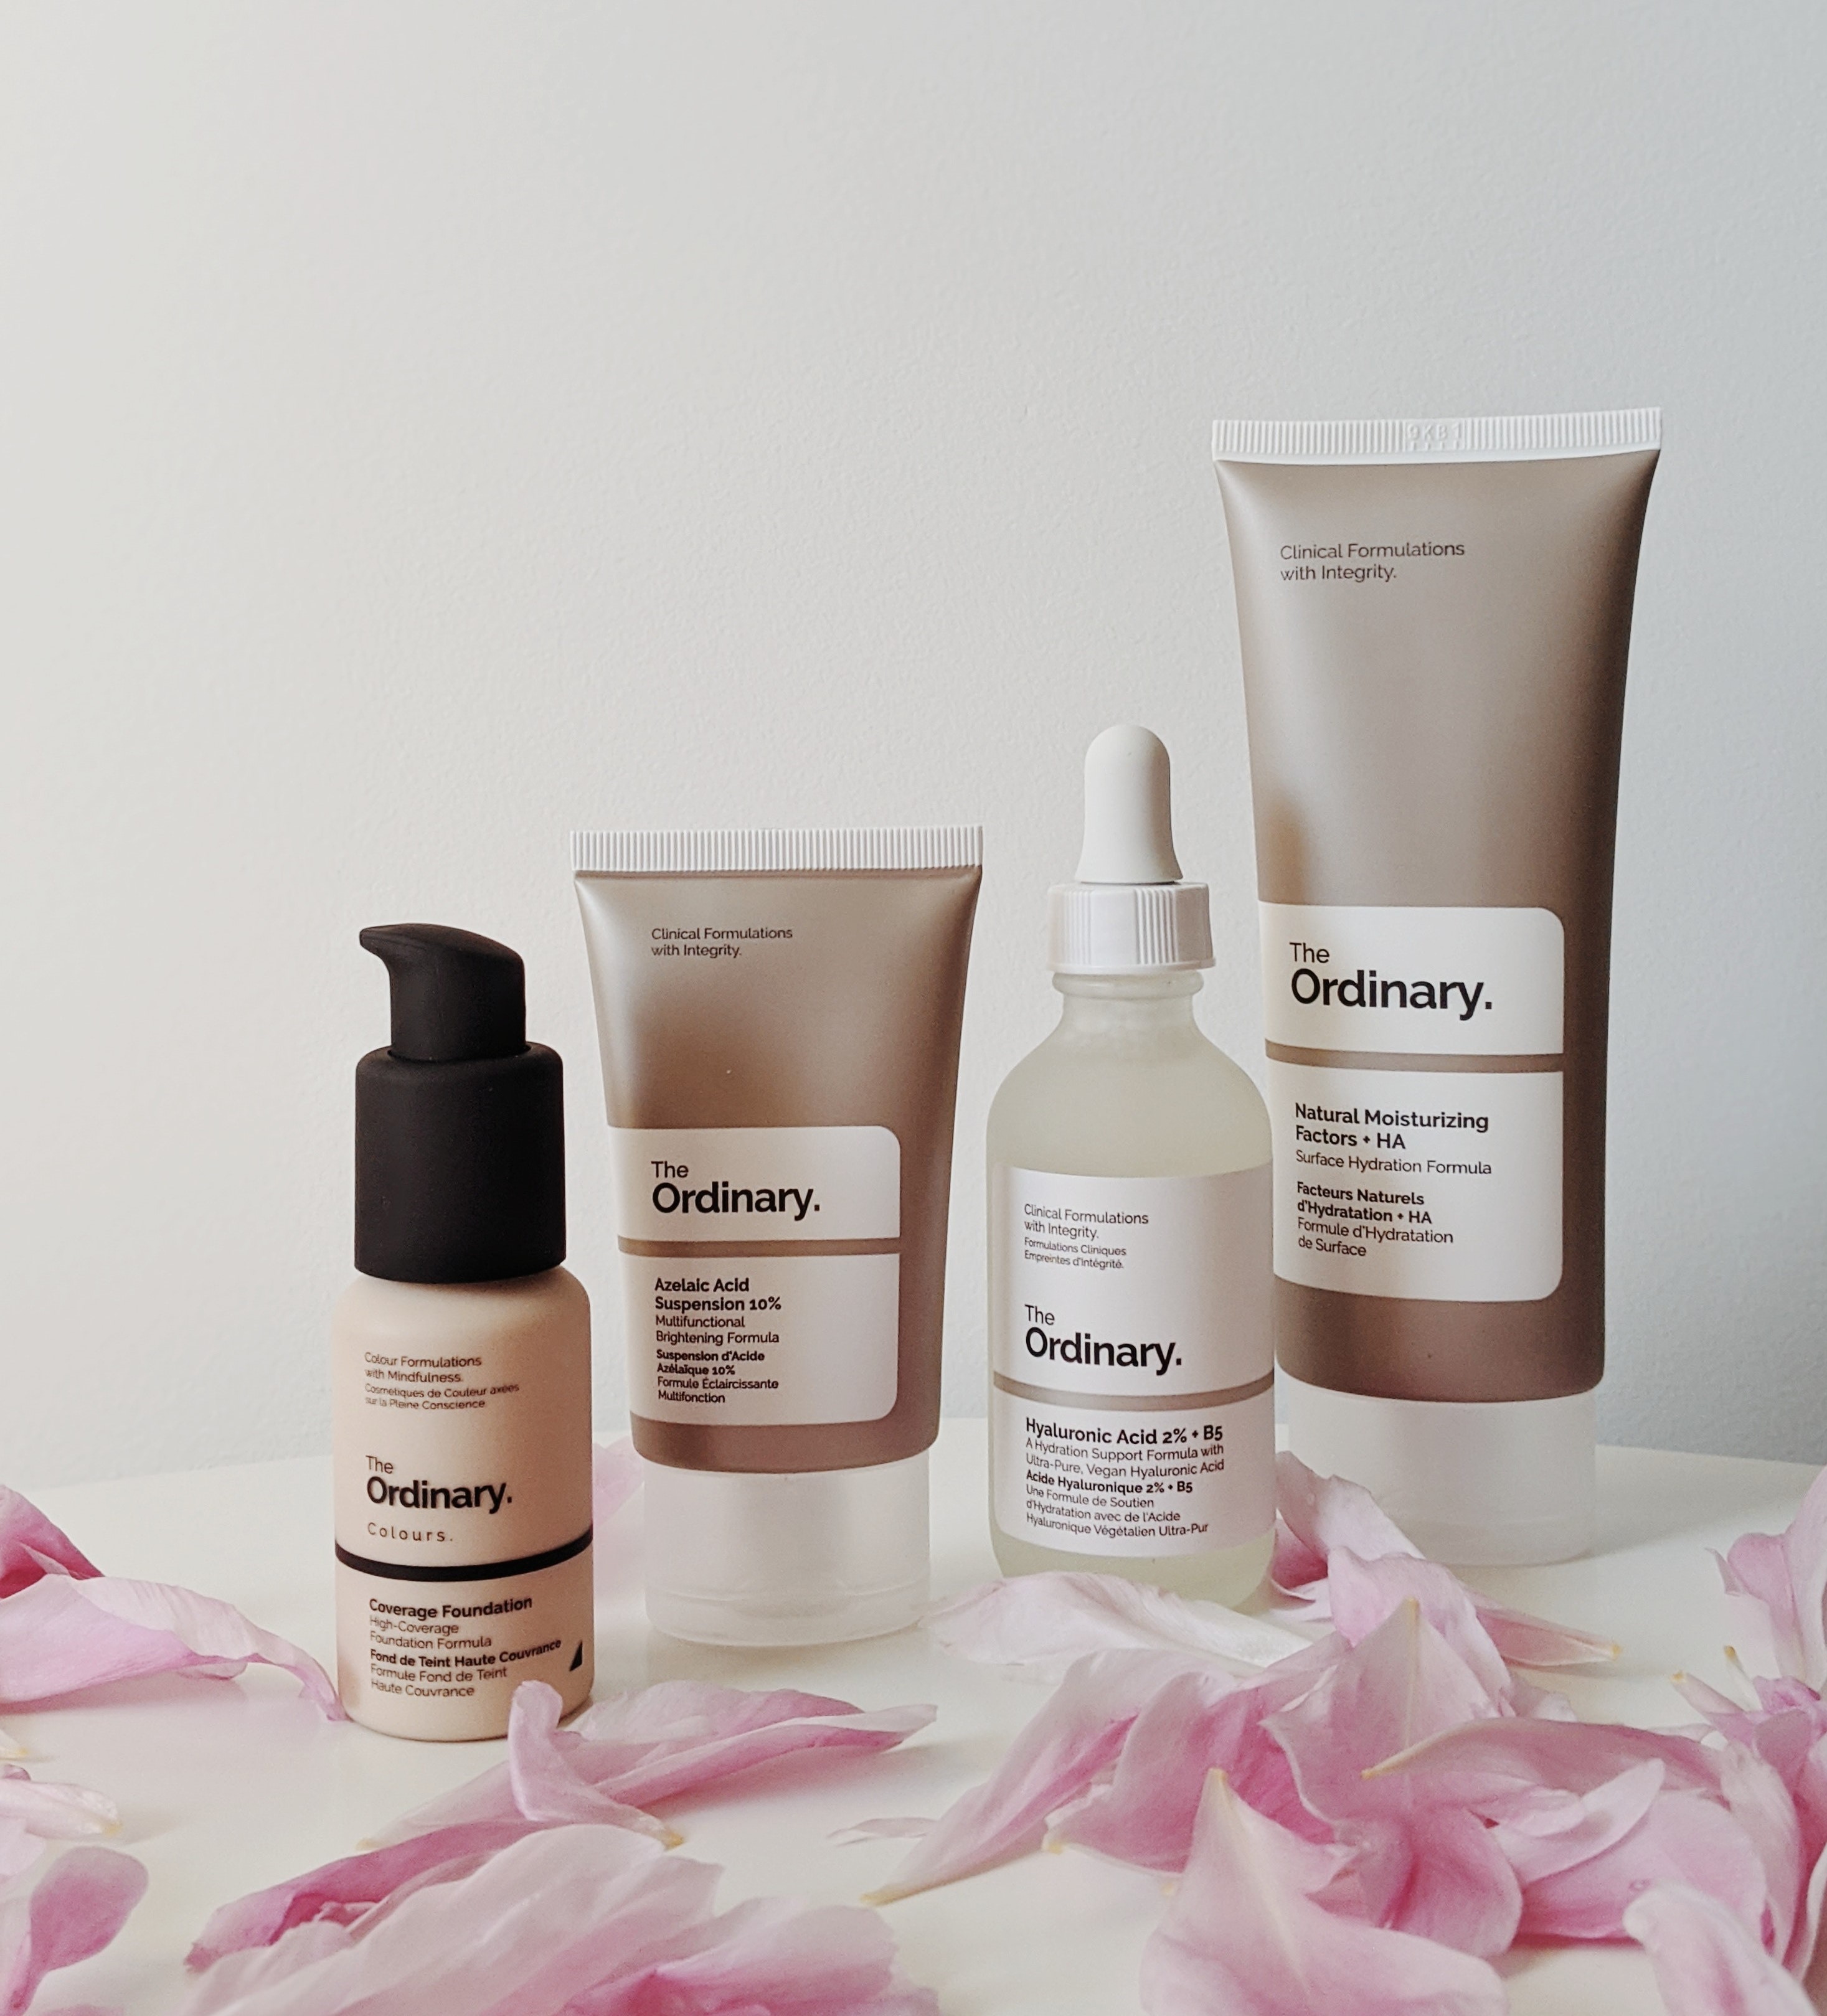 Colour Formulations
with Mindfulness.
Cosmétiques de Couleur axées
sur la Pleine Conscience.
The
Ordinary.
Colours.
Coverage Foundation
High-Coverage
Foundation Formula
Fond de Teint Haute Couvrance
Formule Fond de Teint
Haute Couvrance
Clinical Formulations
with Integrity.
The
Ordinary.
Azelaic Acid
Suspension 10%
Multifunctional
Brightening Formula
Suspension d'Acide
Azélaïque 10%
Formule Éclaircissante
Multifonction
Clinical Formulations
with Integrity.
Formulations Cliniques
Empreintes d'Intégrité.
The
Ordinary.
Hyaluronic Acid 2% + B5
A Hydration Support Formula with
Ultra-Pure, Vegan Hyaluronic Acid
Acide Hyaluronique 2% + B5
Une Formule de Soutien
d'Hydratation avec de l'Acide
Hyaluronique Végétalien Ultra-Pur
9KB1
Clinical Formulations
with Integrity.
The
Ordinary.
Natural Moisturizing
Factors + HA
Surface Hydration Formula
Facteurs Naturels
d'Hydratation + HA
Formule d'Hydratation
de Surface